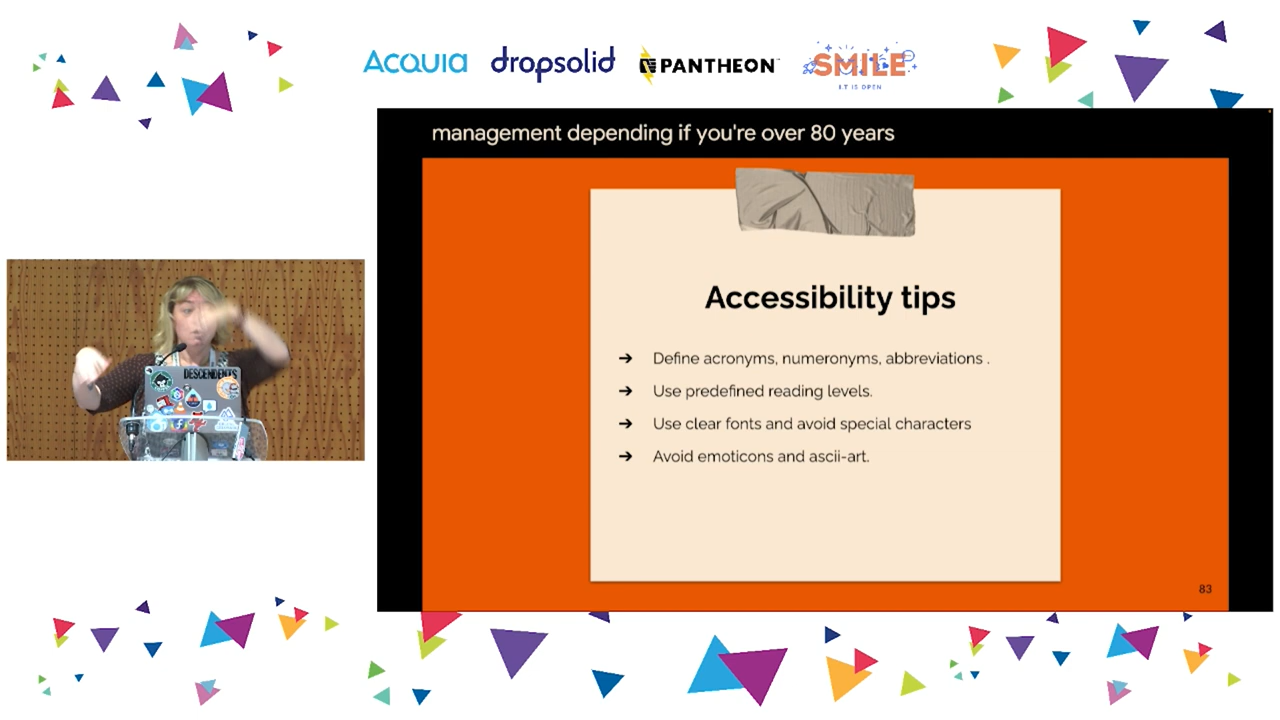 ACQUIA dropsolid PANTHEON SMILE
I.T IS OPEN
management depending if you're over 80 years
Accessibility tips
➔ Define acronyms, numeronyms, abbreviations .
➔ Use predefined reading levels.
➔ Use clear fonts and avoid special characters
➔ Avoid emoticons and ascii-art.
83
DESCENDENTS